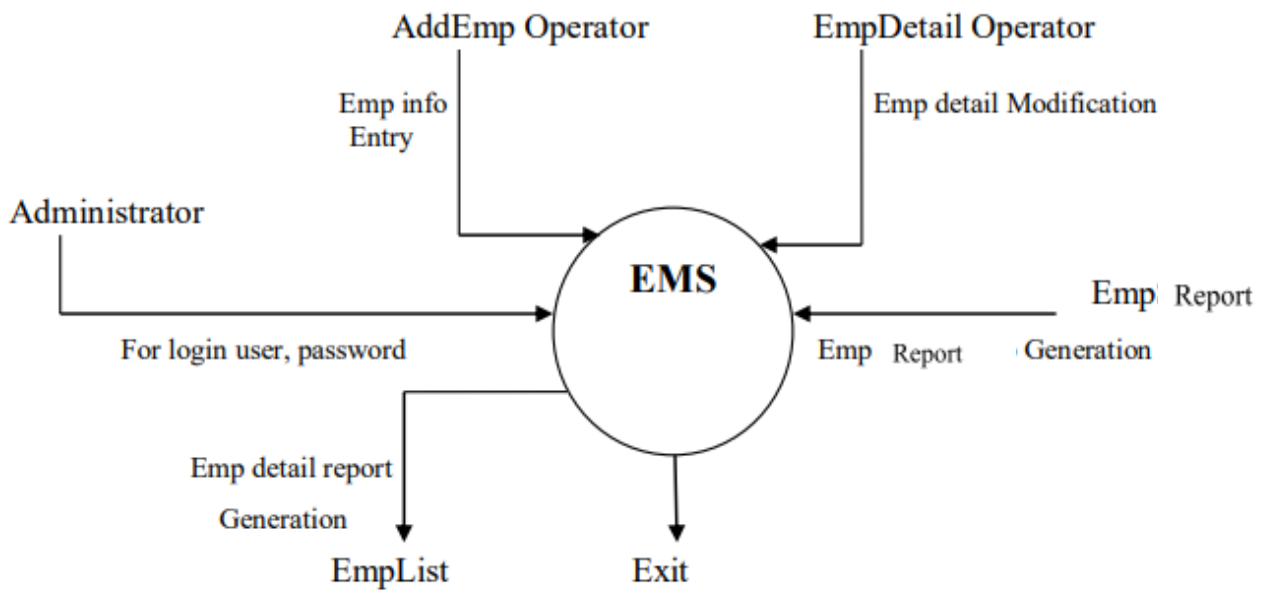 AddEmp Operator
EmpDetail Operator
Emp info
Entry
Emp detail Modification
Administrator
EMS
Emp Report
For login user, password
Emp Report Generation
Emp detail report
Generation
EmpList
Exit